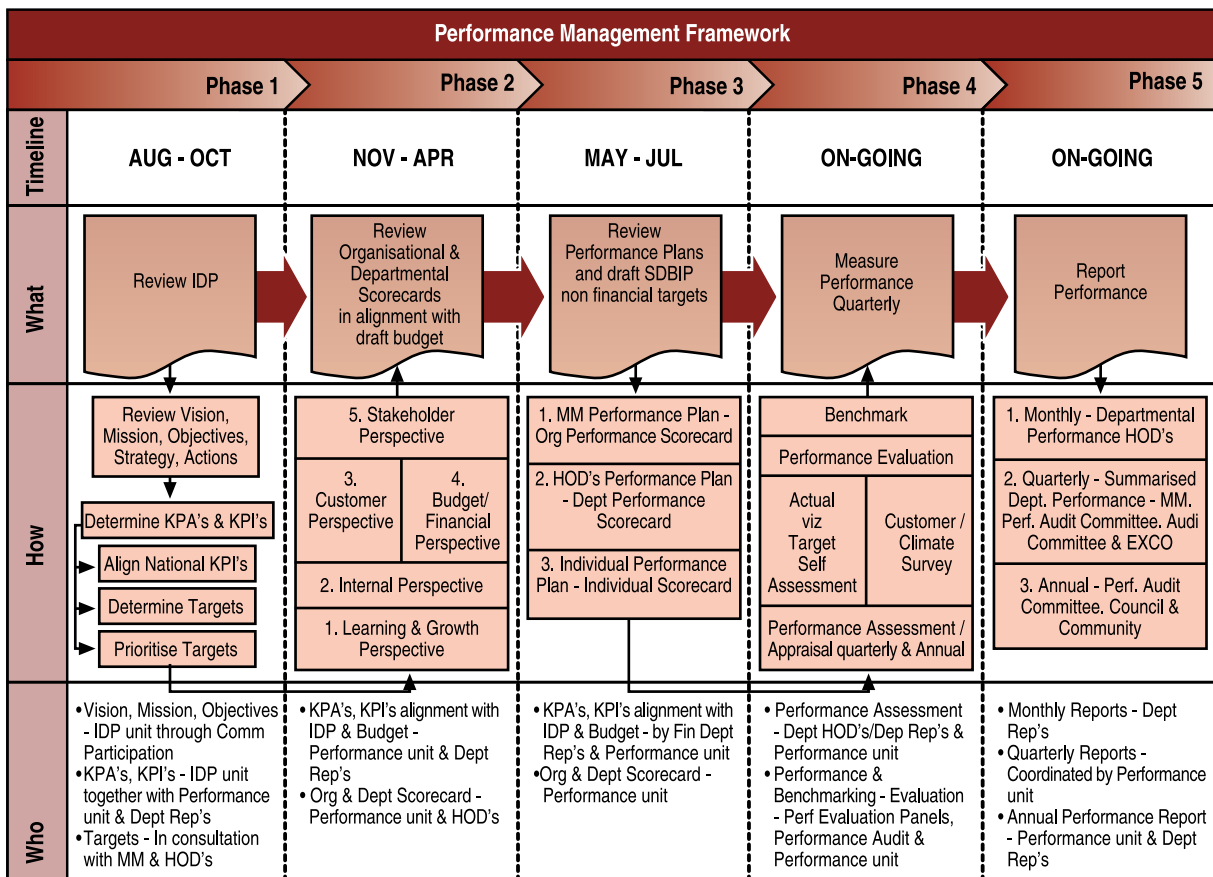 Performance Management Framework
Phase 1
Phase 2
Phase 3
Phase 4
Phase 5
Timeline
AUG - OCT
NOV - APR
MAY - JUL
ON-GOING
ON-GOING
What
Review IDP
Review
Organisational &
Departmental
Scorecards
in alignment with
draft budget
Review
Performance Plans
and draft SDBIP
non financial targets
Measure
Performance
Quarterly
Report
Performance
How
Review Vision,
Mission, Objectives,
Strategy, Actions
Determine KPA's & KPI's
Align National KPI's
Determine Targets
Prioritise Targets
5. Stakeholder
Perspective
3.
Customer
Perspective
4.
Budget/
Financial
Perspective
2. Internal Perspective
1. Learning & Growth
Perspective
1. MM Performance Plan -
Org Performance Scorecard
2. HOD's Performance Plan
- Dept Performance
Scorecard
3. Individual Performance
Plan - Individual Scorecard
Benchmark
Performance Evaluation
Actual
viz
Target
Self
Assessment
Customer /
Climate
Survey
Performance Assessment /
Appraisal quarterly & Annual
1. Monthly - Departmental
Performance HOD's
2. Quarterly - Summarised
Dept. Performance - MM.
Perf. Audit Committee. Audi
Committee & EXCO
3. Annual - Perf. Audit
Committee. Council &
Community
Who
•Vision, Mission, Objectives
- IDP unit through Comm
Participation
•KPA's, KPI's - IDP unit
together with Performance
unit & Dept Rep's
•Targets - In consultation
with MM & HOD's
•KPA's, KPI's alignment with
IDP & Budget -
Performance unit & Dept
Rep's
• Org & Dept Scorecard -
Performance unit & HOD's
•KPA's, KPI's alignment with
IDP & Budget - by Fin Dept
Rep's & Performance unit
•Org & Dept Scorecard -
Performance unit
•Performance Assessment
- Dept HOD's/Dep Rep's &
Performance unit
•Performance &
Benchmarking - Evaluation
- Perf Evaluation Panels,
Performance Audit &
Performance unit
•Monthly Reports - Dept
Rep's
• Quarterly Reports -
Coordinated by Performance
unit
•Annual Performance Report
- Performance unit & Dept
Rep's